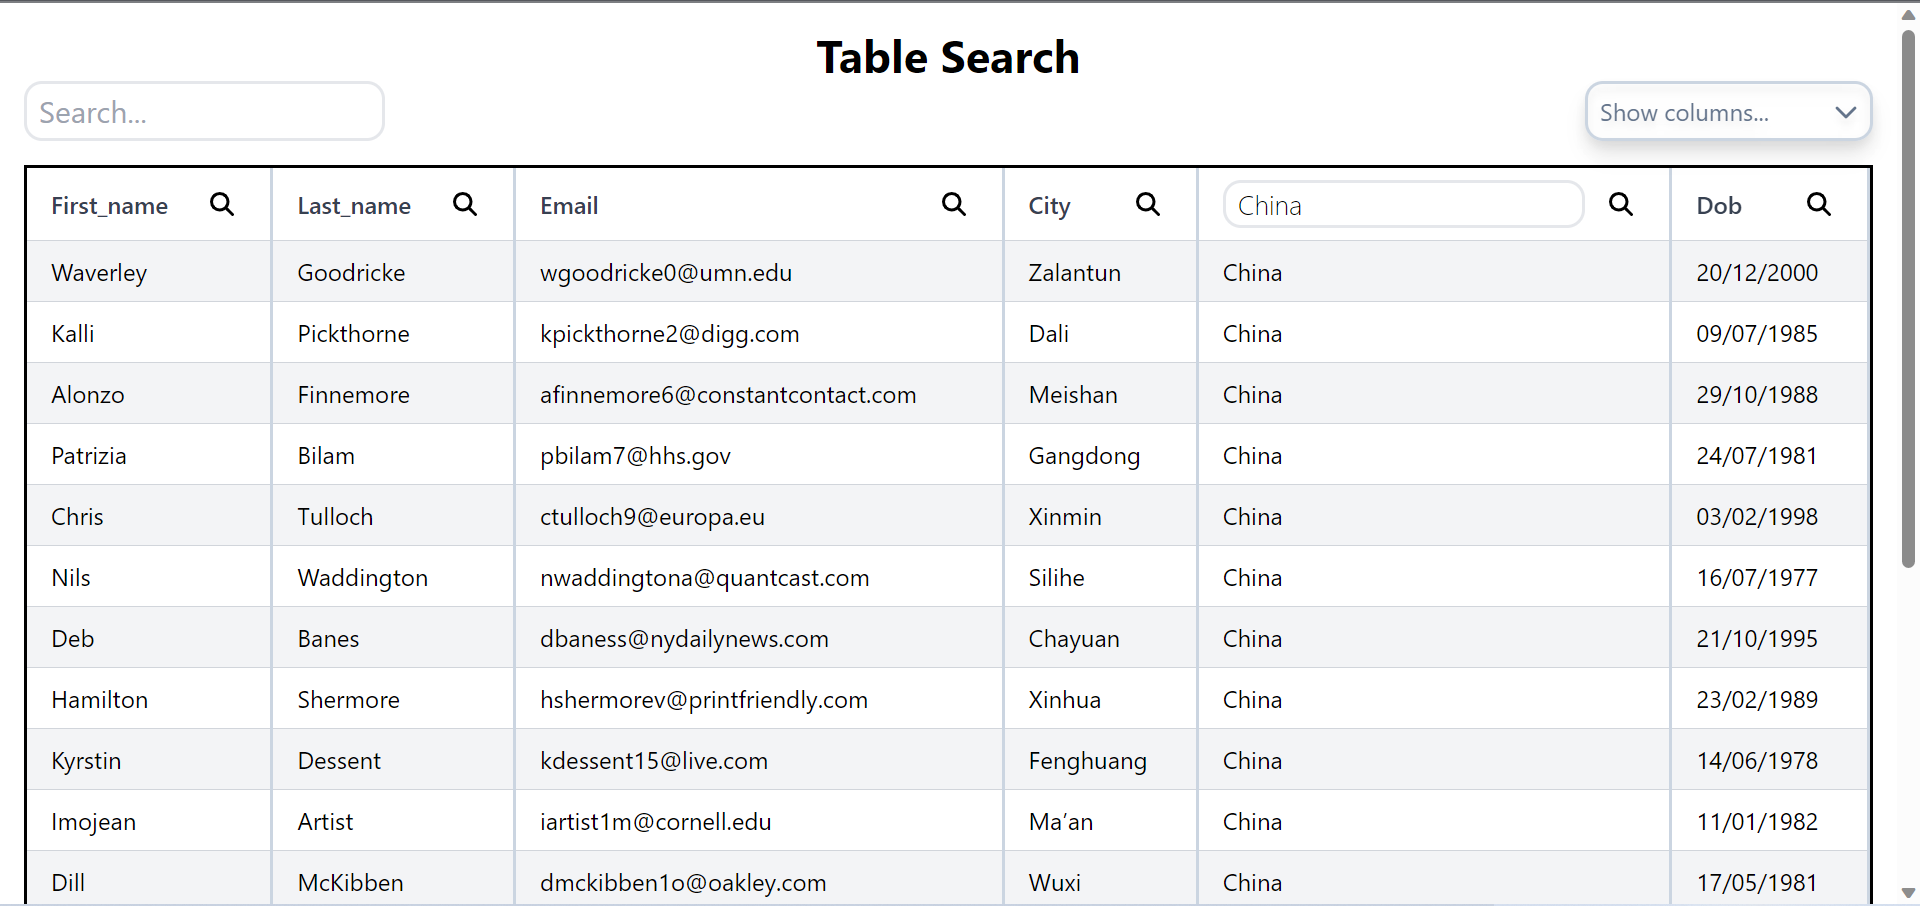 Table Search
Search...
Show columns...
First_name Last_name Email City China Dob
Waverley Goodricke wgoodricke0@umn.edu Zalantun China 20/12/2000
Kalli Pickthorne kpickthorne2@digg.com Dali China 09/07/1985
Alonzo Finnemore afinnemore6@constantcontact.com Meishan China 29/10/1988
Patrizia Bilam pbilam7@hhs.gov Gangdong China 24/07/1981
Chris Tulloch ctulloch9@europa.eu Xinmin China 03/02/1998
Nils Waddington nwaddingtona@quantcast.com Silihe China 16/07/1977
Deb Banes dbaness@nydailynews.com Chayuan China 21/10/1995
Hamilton Shermore hshermorev@printfriendly.com Xinhua China 23/02/1989
Kyrstin Dessent kdessent15@live.com Fenghuang China 14/06/1978
Imojean Artist iartist1m@cornell.edu Ma’an China 11/01/1982
Dill McKibben dmckibben1o@oakley.com Wuxi China 17/05/1981